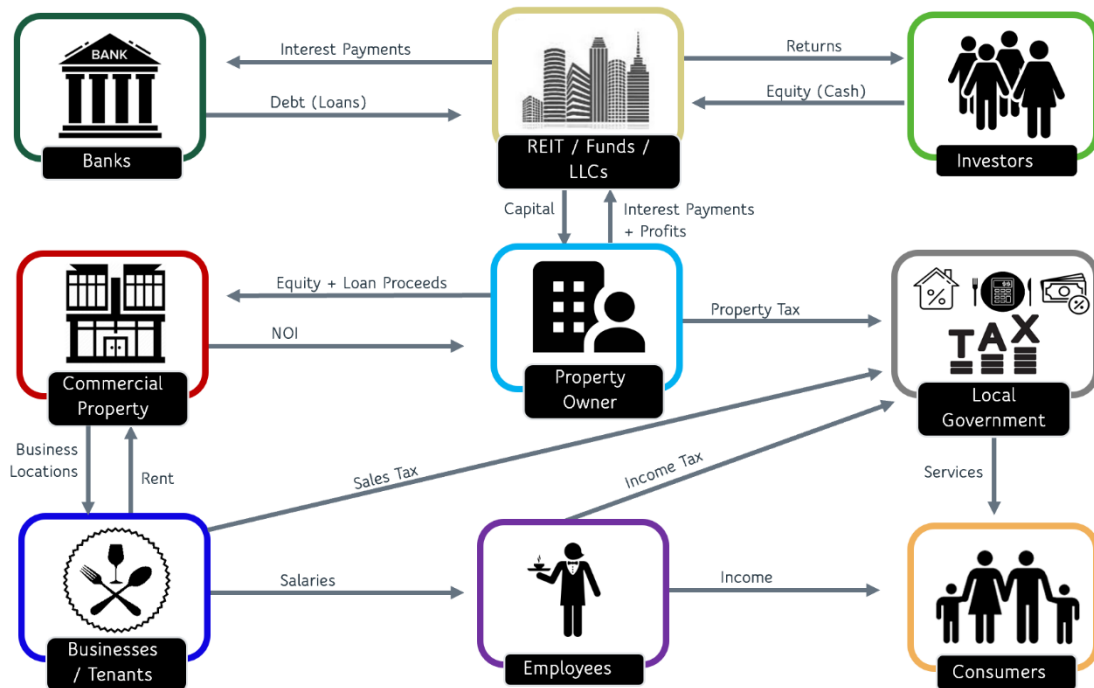 BANK
Banks
Interest Payments
Debt (Loans)
REIT / Funds /
LLCs
Returns
Equity (Cash)
Investors
Capital
Interest Payments
+ Profits
Commercial
Property
Equity + Loan Proceeds
NOI
Property
Owner
Property Tax
%
%
TAX
Local
Government
Business
Locations
Rent
Sales Tax
Income Tax
Services
Businesses
/ Tenants
Salaries
Employees
Income
Consumers